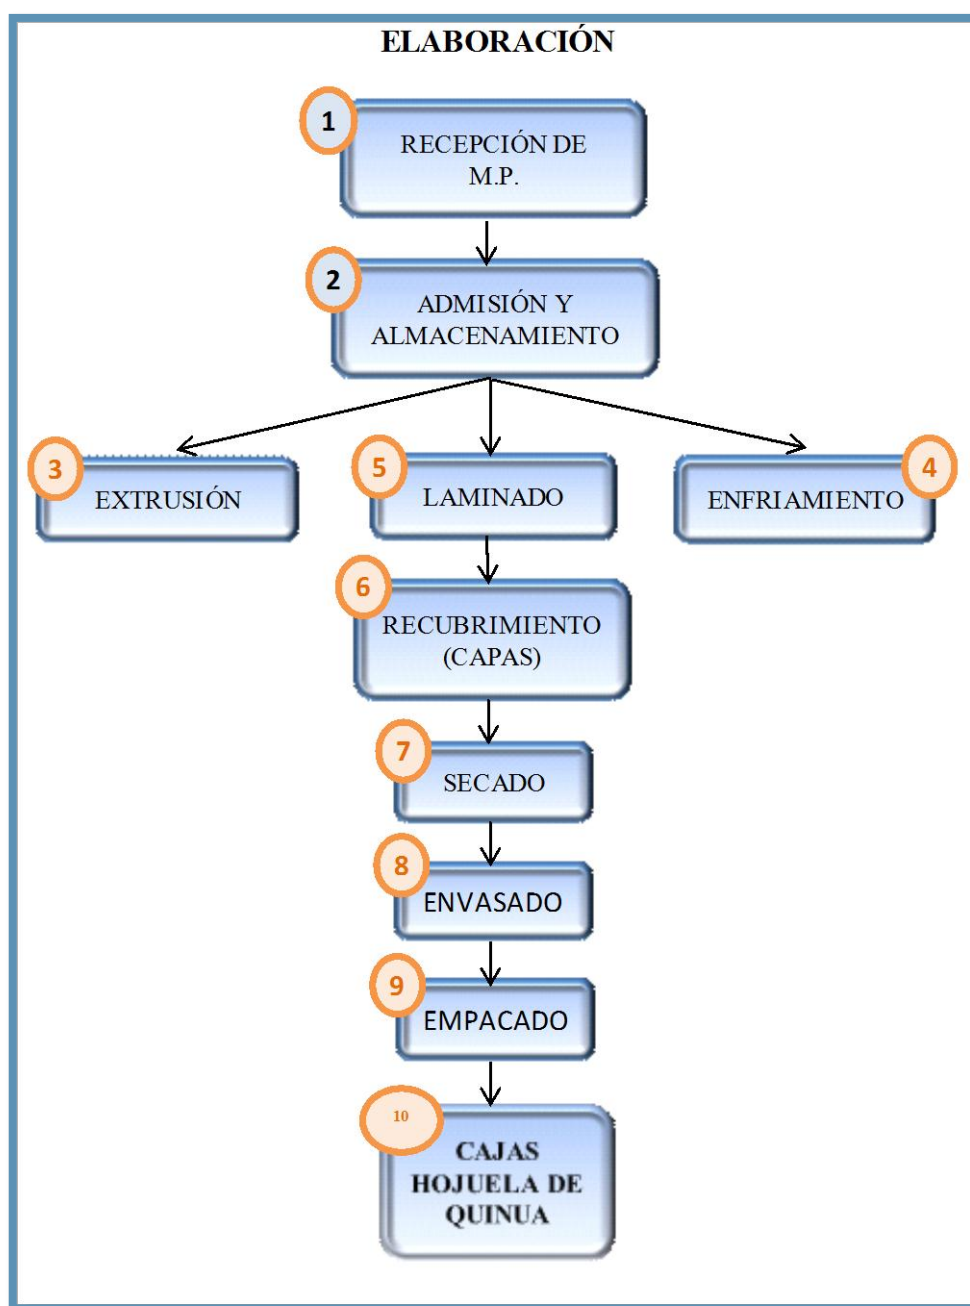 ELABORACIÓN
1
RECEPCIÓN DE
M.P.
2
ADMISIÓN Y
ALMACENAMIENTO
3
EXTRUSIÓN
5
LAMINADO
4
ENFRIAMIENTO
6
RECUBRIMIENTO
(CAPAS)
7
SECADO
8
ENVASADO
9
EMPACADO
10
CAJAS
HOJUELA DE
QUINUA